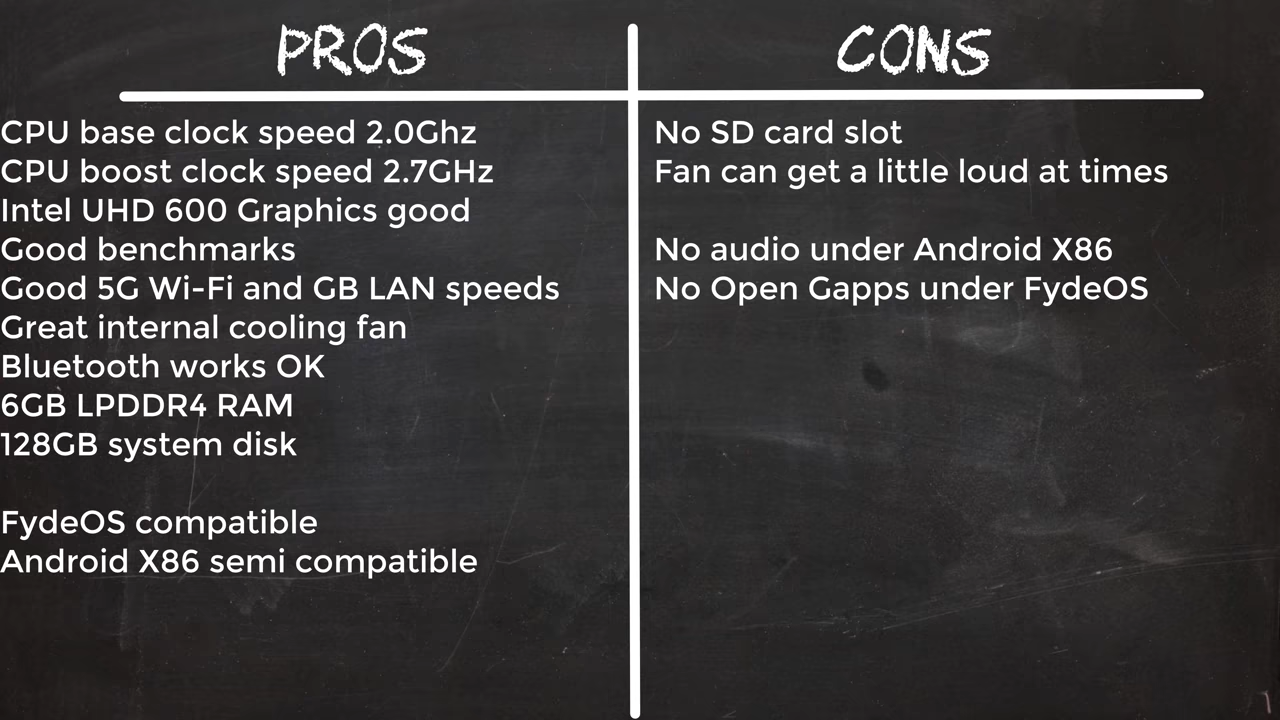 PROS
CPU base clock speed 2.0Ghz
CPU boost clock speed 2.7GHz
Intel UHD 600 Graphics good
Good benchmarks
Good 5G Wi-Fi and GB LAN speeds
Great internal cooling fan
Bluetooth works OK
6GB LPDDR4 RAM
128GB system disk
FydeOS compatible
Android X86 semi compatible
CONS
No SD card slot
Fan can get a little loud at times
No audio under Android X86
No Open Gapps under FydeOS